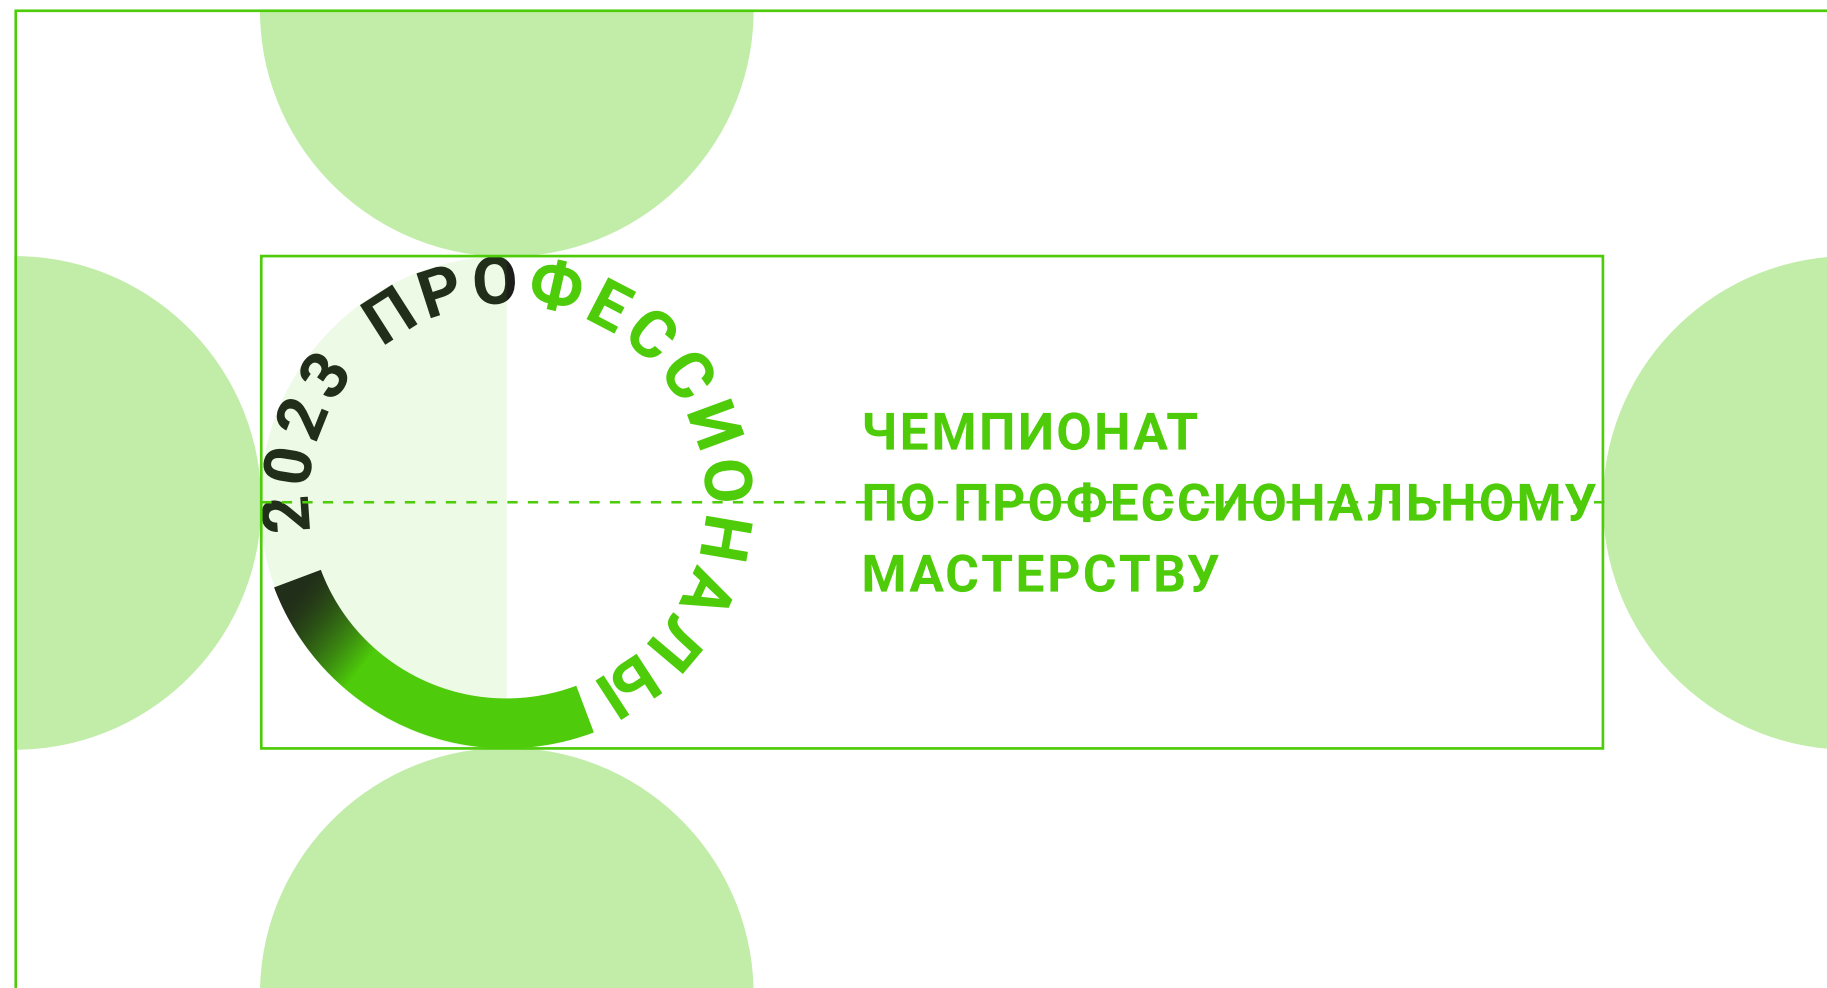 2023 ПРОФЕССИОНАЛЫ
ЧЕМПИОНАТ
ПО ПРОФЕССИОНАЛЬНОМУ
МАСТЕРСТВУ